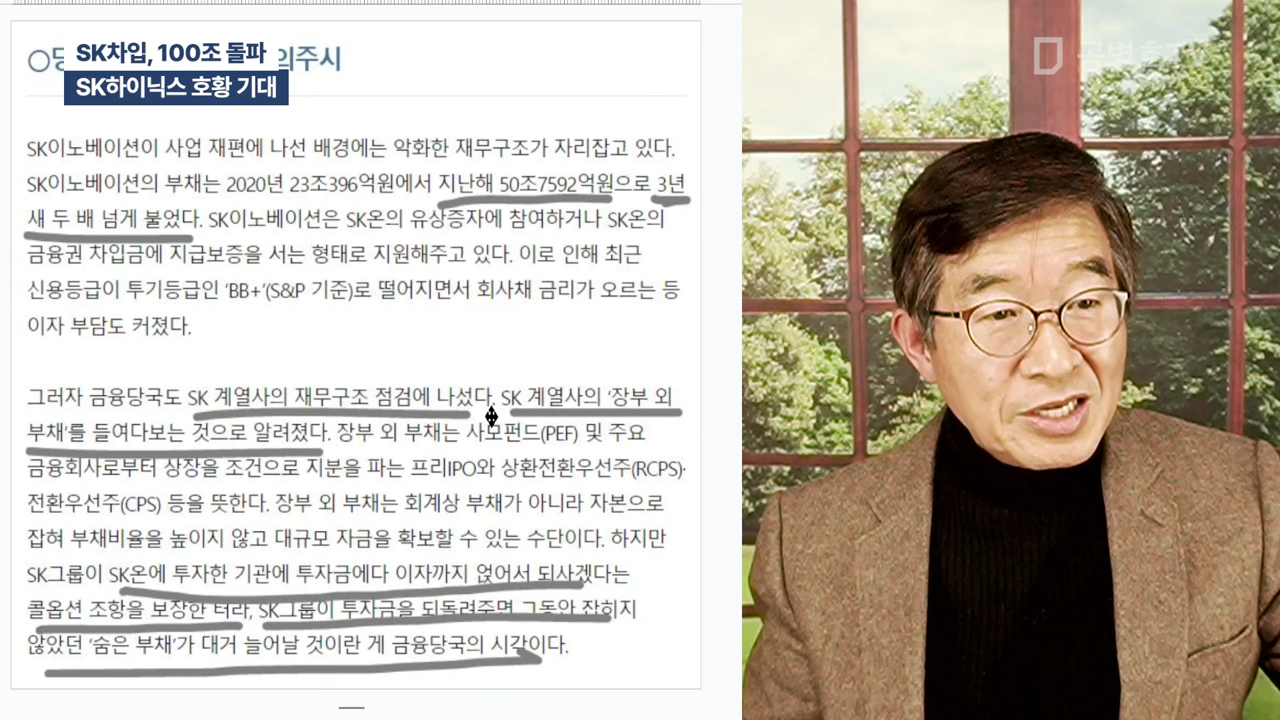 SK차입, 100조 돌파
의주시
SK하이닉스 호황 기대
공병호TV
SK이노베이션이 사업 재편에 나선 배경에는 악화한 재무구조가 자리잡고 있다.
SK이노베이션의 부채는 2020년 23조396억원에서 지난해 50조7592억원으로 3년
새 두 배 넘게 불었다. SK이노베이션은 SK온의 유상증자에 참여하거나 SK온의
금융권 차입금에 지급보증을 서는 형태로 지원해주고 있다. 이로 인해 최근
신용등급이 투기등급인 ‘BB+’(S&P 기준)로 떨어지면서 회사채 금리가 오르는 등
이자 부담도 커졌다.
그러자 금융당국도 SK 계열사의 재무구조 점검에 나섰다. SK 계열사의 ‘장부 외
부채’를 들여다보는 것으로 알려졌다. 장부 외 부채는 사모펀드(PEF) 및 주요
금융회사로부터 상장을 조건으로 지분을 파는 프리IPO와 상환전환우선주(RCPS)·
전환우선주(CPS) 등을 뜻한다. 장부 외 부채는 회계상 부채가 아니라 자본으로
잡혀 부채비율을 높이지 않고 대규모 자금을 확보할 수 있는 수단이다. 하지만
SK그룹이 SK온에 투자한 기관에 투자금에다 이자까지 얹어서 되사겠다는
콜옵션 조항을 보장한 터라, SK그룹이 투자금을 되돌려주면 그동안 잡히지
않았던 ‘숨은 부채’가 대거 늘어날 것이란 게 금융당국의 시각이다.